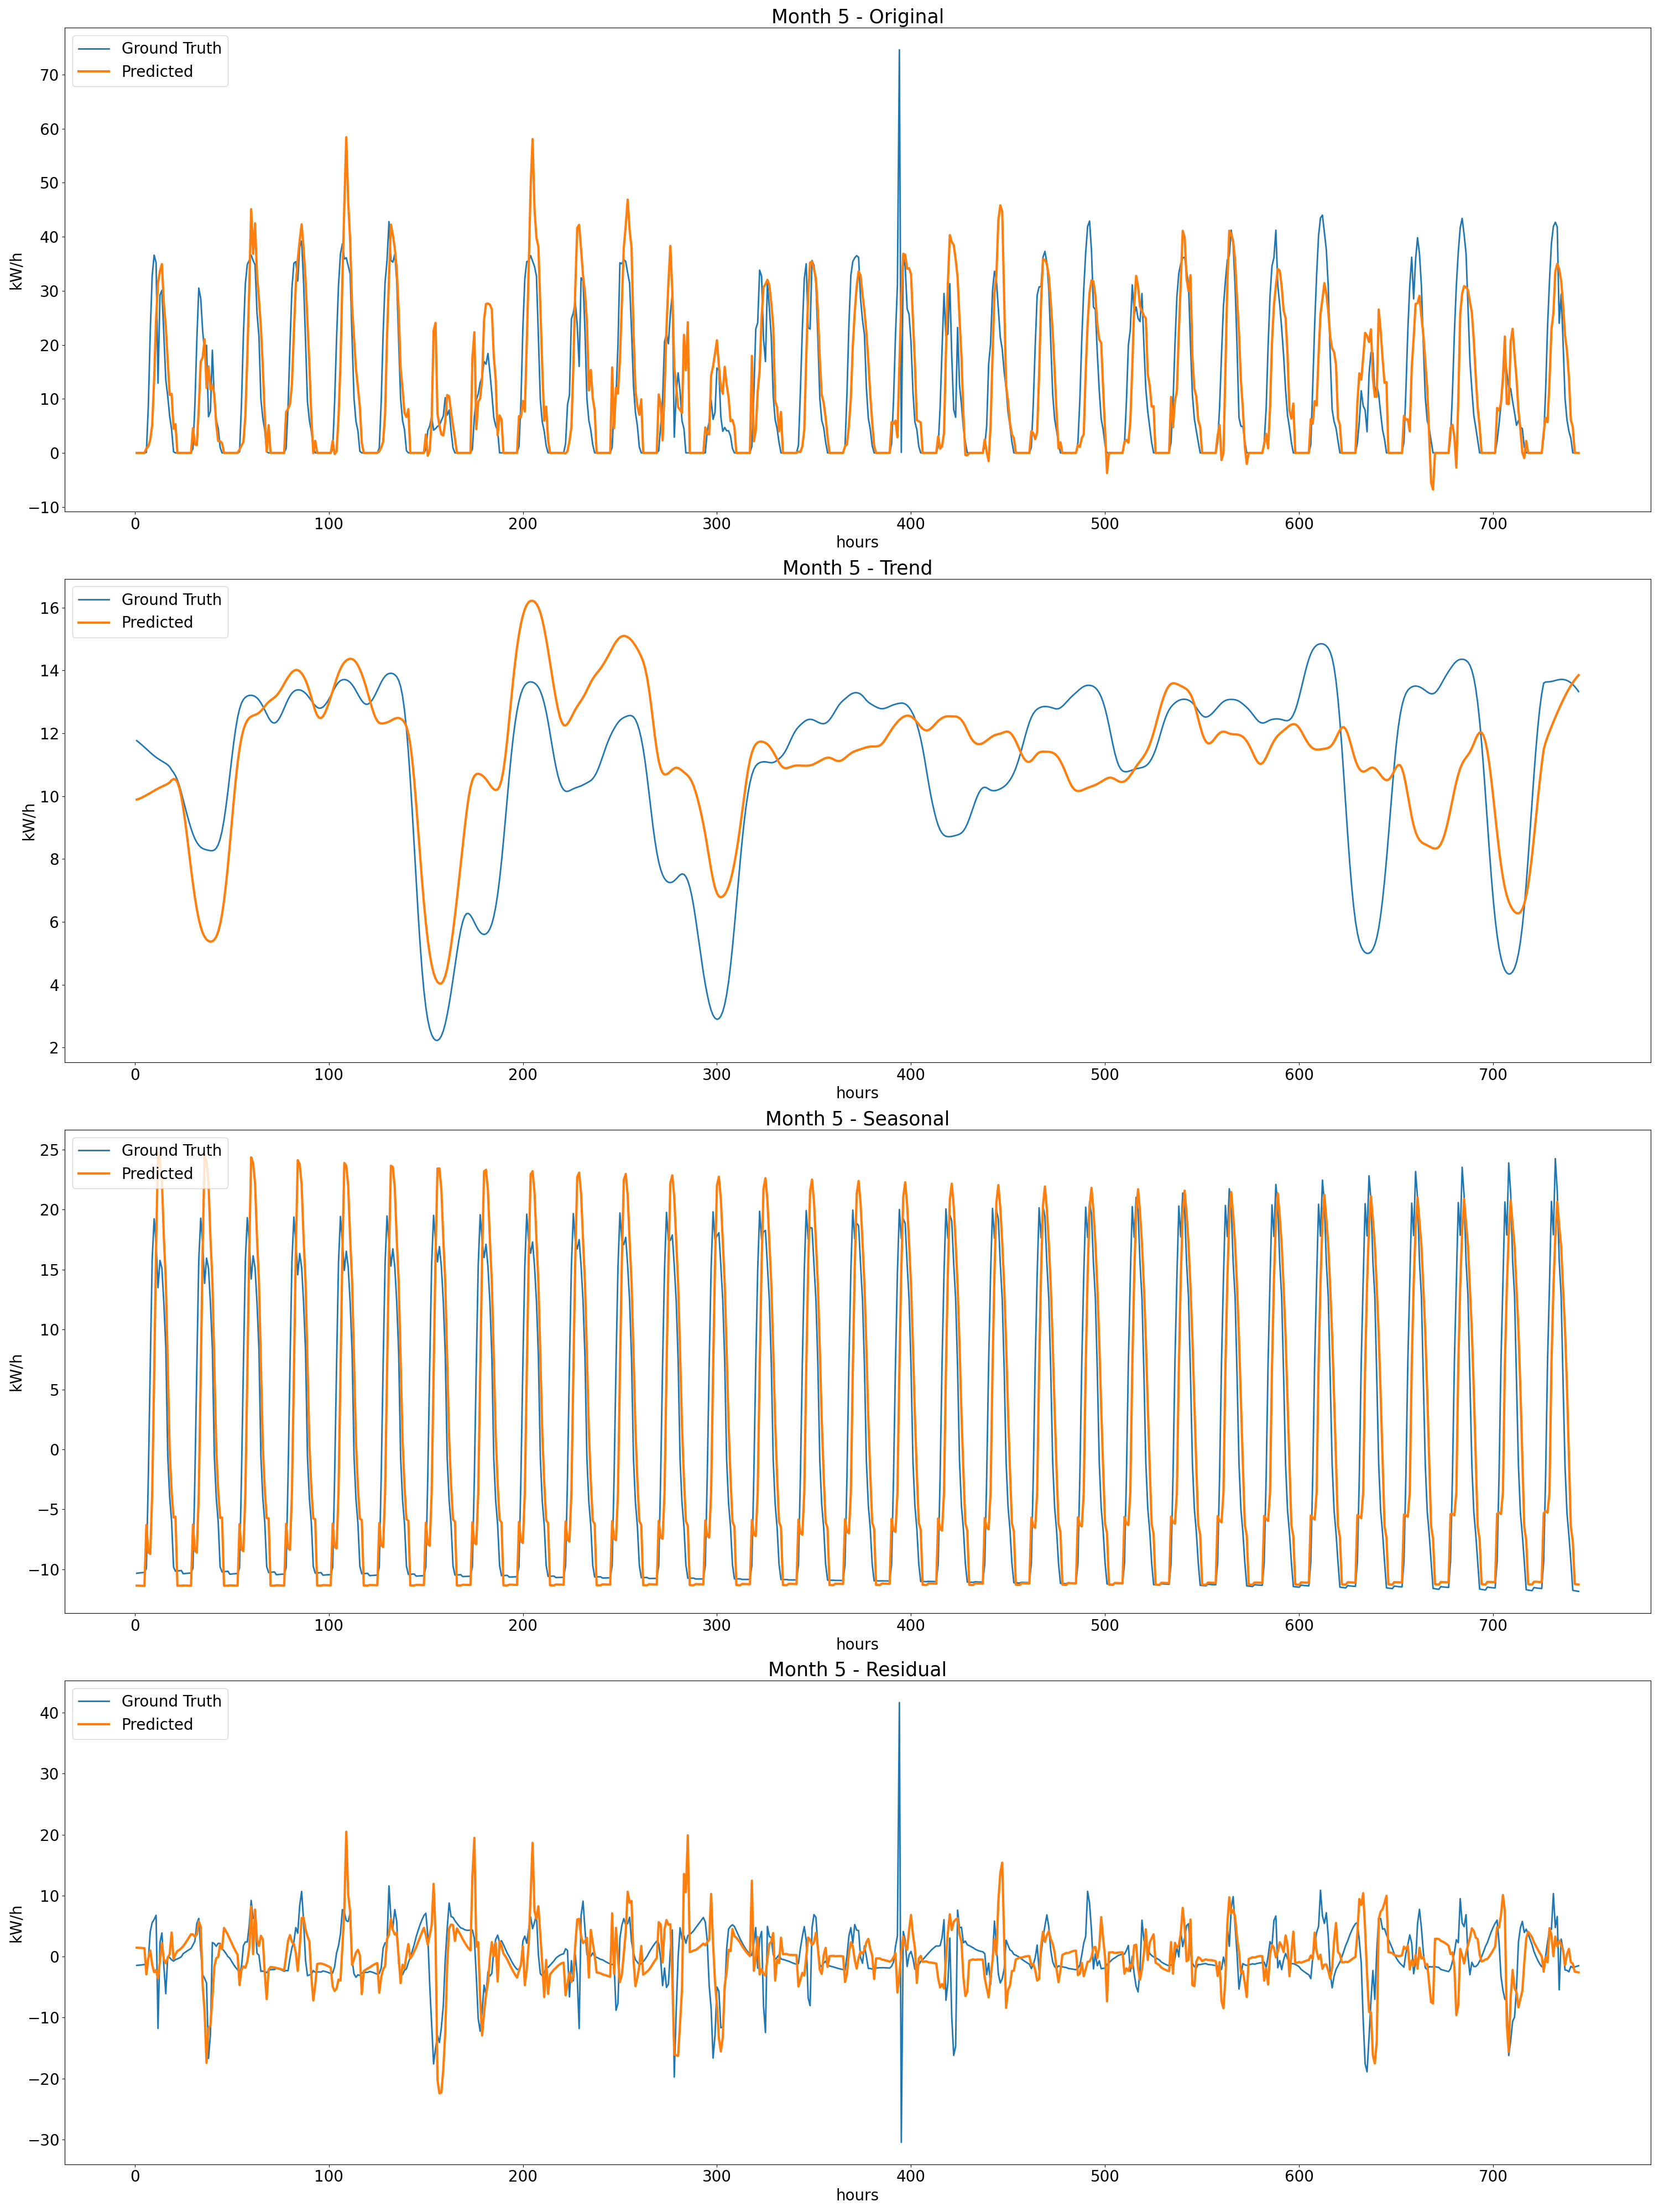 Month 5 - Original
Ground Truth
Predicted
70
60
50
40
30
20
10
0
−10
kW/h
0 100 200 300 400 500 600 700
hours
Month 5 - Trend
Ground Truth
Predicted
16
14
12
10
8
6
4
2
kW/h
0 100 200 300 400 500 600 700
hours
Month 5 - Seasonal
Ground Truth
Predicted
25
20
15
10
5
0
−5
−10
kW/h
0 100 200 300 400 500 600 700
hours
Month 5 - Residual
Ground Truth
Predicted
40
30
20
10
0
−10
−20
−30
kW/h
0 100 200 300 400 500 600 700
hours